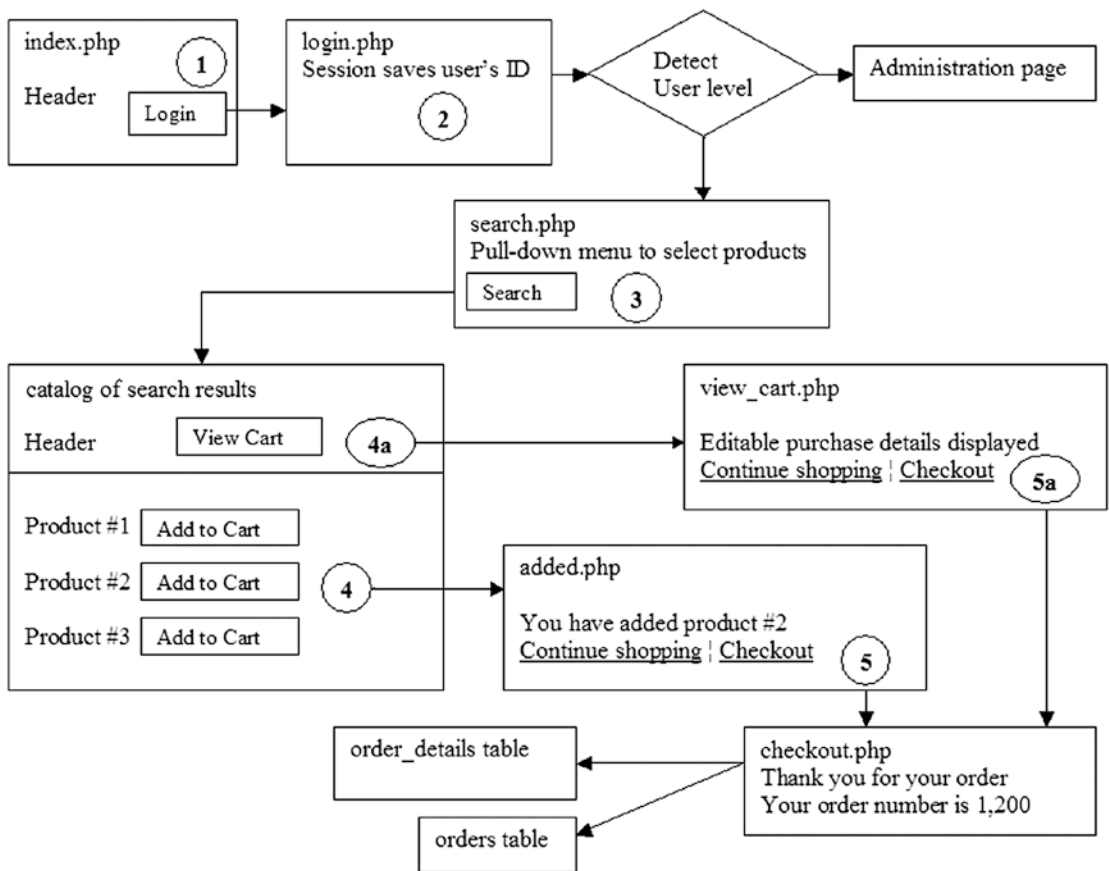 index.php
1
Header
Login
login.php
Session saves user's ID
2
Detect
User level
Administration page
search.php
Pull-down menu to select products
Search
3
catalog of search results
Header
View Cart
4a
view_cart.php
Editable purchase details displayed
Continue shopping ¦ Checkout
5a
Product #1
Add to Cart
Product #2
Add to Cart
4
Product #3
Add to Cart
added.php
You have added product #2
Continue shopping ¦ Checkout
5
order_details table
orders table
checkout.php
Thank you for your order
Your order number is 1,200